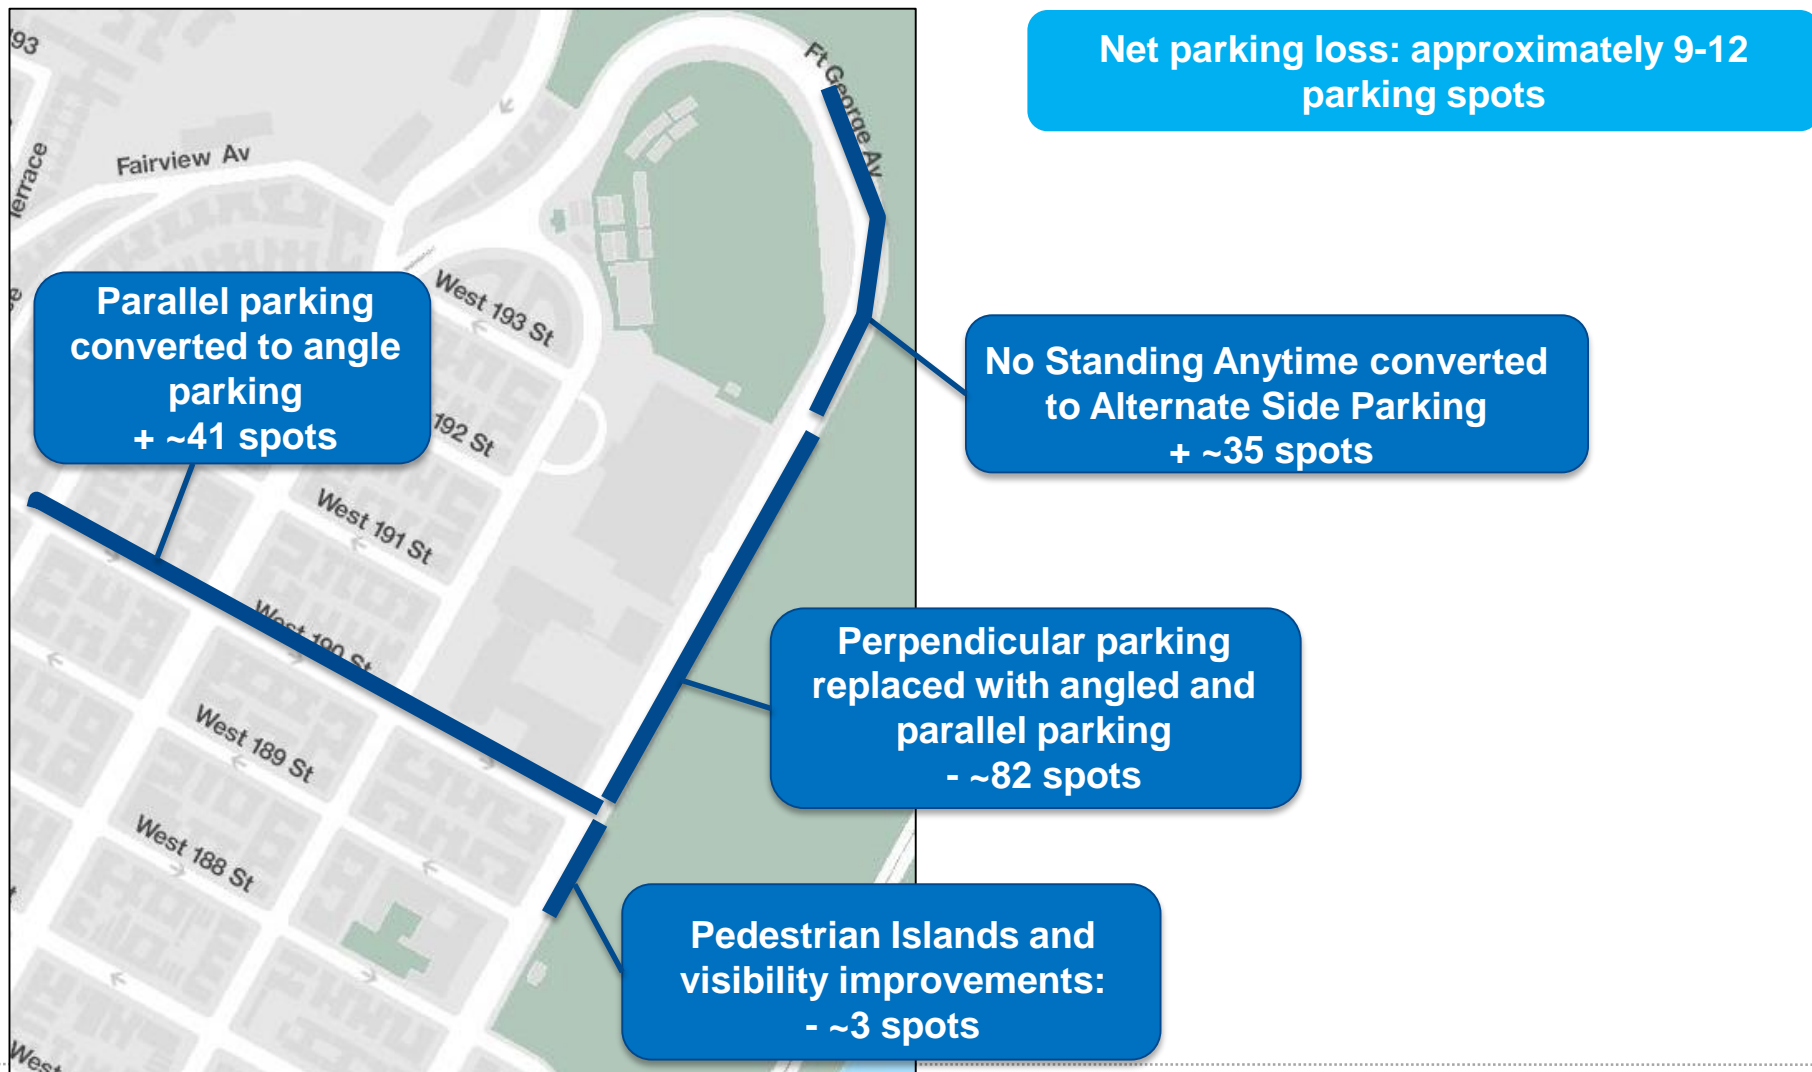 Net parking loss: approximately 9-12
parking spots
193
Ft George Av
Fairview Av
Terrace
West 193 St
Parallel parking
converted to angle
parking
+ ~41 spots
No Standing Anytime converted
to Alternate Side Parking
+ ~35 spots
192 St
West 191 St
West 190 St
Perpendicular parking
replaced with angled and
parallel parking
- ~82 spots
West 189 St
West 188 St
Pedestrian Islands and
visibility improvements:
- ~3 spots
West